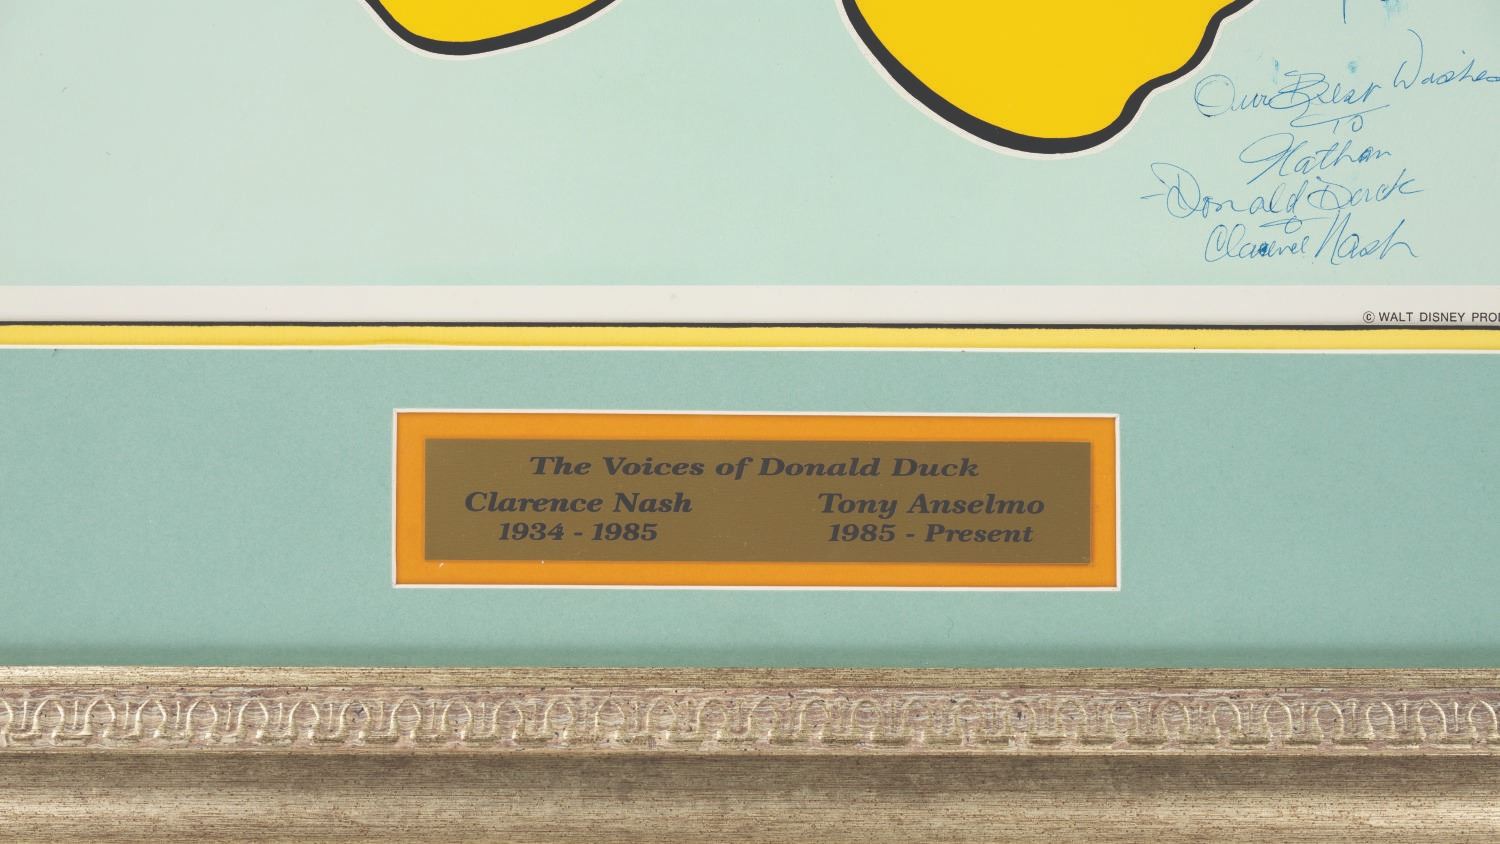 Our Best Wishes
To
Nathan
-Donald Duck
&
Clarence Nash
© WALT DISNEY PROD
The Voices of Donald Duck
Clarence Nash Tony Anselmo
1934 - 1985 1985 - Present